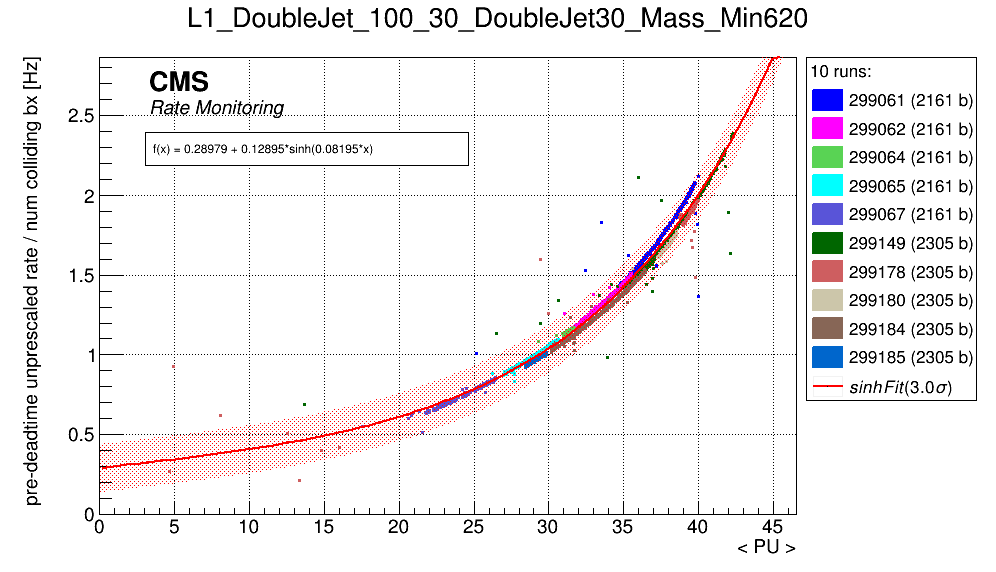 L1_DoubleJet_100_30_DoubleJet30_Mass_Min620
pre-deadtime unprescaled rate / num colliding bx [Hz]
CMS
Rate Monitoring
f(x) = 0.28979 + 0.12895*sinh(0.08195*x)
2.5
2
1.5
1
0.5
0
0 5 10 15 20 25 30 35 40 45
< PU >
10 runs:
299061 (2161 b)
299062 (2161 b)
299064 (2161 b)
299065 (2161 b)
299067 (2161 b)
299149 (2305 b)
299178 (2305 b)
299180 (2305 b)
299184 (2305 b)
299185 (2305 b)
sinhFit(3.0σ)